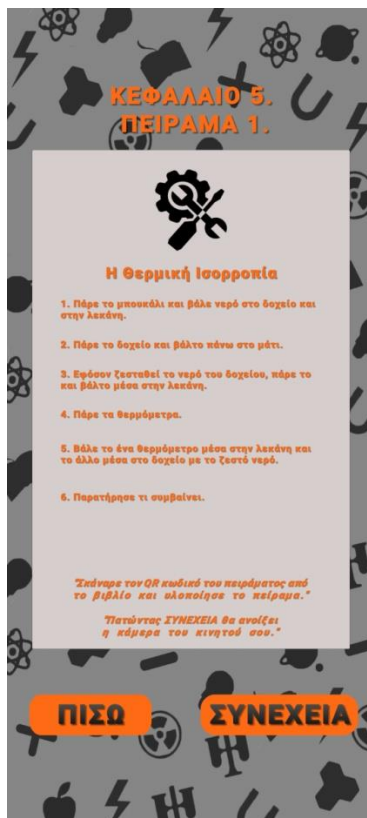 ΚΕΦΑΛΑΙΟ 5.
ΠΕΙΡΑΜΑ 1.
Η Θερμική Ισορροπία
1. Πάρε το μπουκάλι και βάλε νερό στο δοχείο και
στην λεκάνη.
2. Πάρε το δοχείο και βάλτο πάνω στο μάτι.
3. Εφόσον ζεσταθεί το νερό του δοχείου, πάρε το
και βάλτο μέσα στην λεκάνη.
4. Πάρε τα θερμόμετρα.
5. Βάλε το ένα θερμόμετρο μέσα στην λεκάνη και
το άλλο μέσα στο δοχείο με το ζεστό νερό.
6. Παρατήρησε τι συμβαίνει.
"Σκάναρε τον QR κωδικό του πειράματος από
το βιβλίο και υλοποίησε το πείραμα."
"Πατώντας ΣΥΝΕΧΕΙΑ θα ανοίξει
η κάμερα του κινητού σου."
ΠΙΣΩ ΣΥΝΕΧΕΙΑ